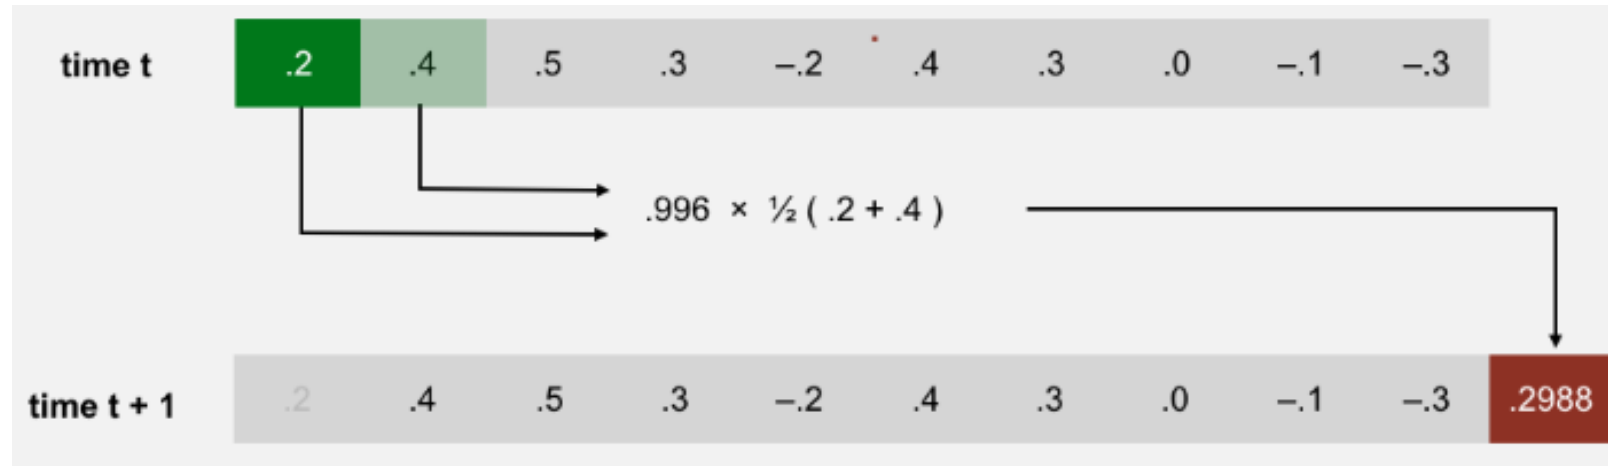 time t .2 .4 .5 .3 –.2 .4 .3 .0 –.1 –.3
.996 × ½ ( .2 + .4 )
time t + 1 .2 .4 .5 .3 –.2 .4 .3 .0 –.1 –.3 .2988